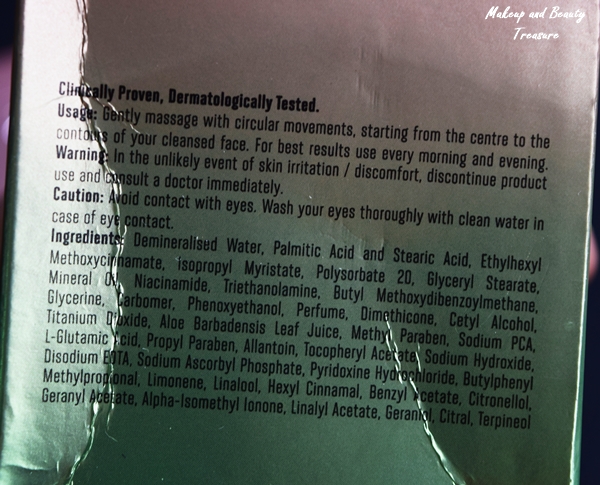 Makeup and Beauty
Treasure
Clinically Proven, Dermatologically Tested.
Usage: Gently massage with circular movements, starting from the centre to the
contours of your cleansed face. For best results use every morning and evening.
Warning: In the unlikely event of skin irritation / discomfort, discontinue product
use and consult a doctor immediately.
Caution: Avoid contact with eyes. Wash your eyes thoroughly with clean water in
case of eye contact.
Ingredients: Demineralised Water, Palmitic Acid and Stearic Acid, Ethylhexyl
Methoxycinnamate, isopropyl Myristate, Polysorbate 20, Glyceryl Stearate,
Mineral Oil, Niacinamide, Triethanolamine, Butyl Methoxydibenzoylmethane,
Glycerine, Carbomer, Phenoxyethanol, Perfume, Dimethicone, Cetyl Alcohol,
Titanium Dioxide, Aloe Barbadensis Leaf Juice, Methyl Paraben, Sodium PCA,
L-Glutamic Acid, Propyl Paraben, Allantoin, Tocopheryl Acetate, Sodium Hydroxide,
Disodium EDTA, Sodium Ascorbyl Phosphate, Pyridoxine Hydrochloride, Butylphenyl
Methylpropional, Limonene, Linalool, Hexyl Cinnamal, Benzyl Acetate, Citronellol,
Geranyl Acetate, Alpha-Isomethyl Ionone, Linalyl Acetate, Geraniol, Citral, Terpineol